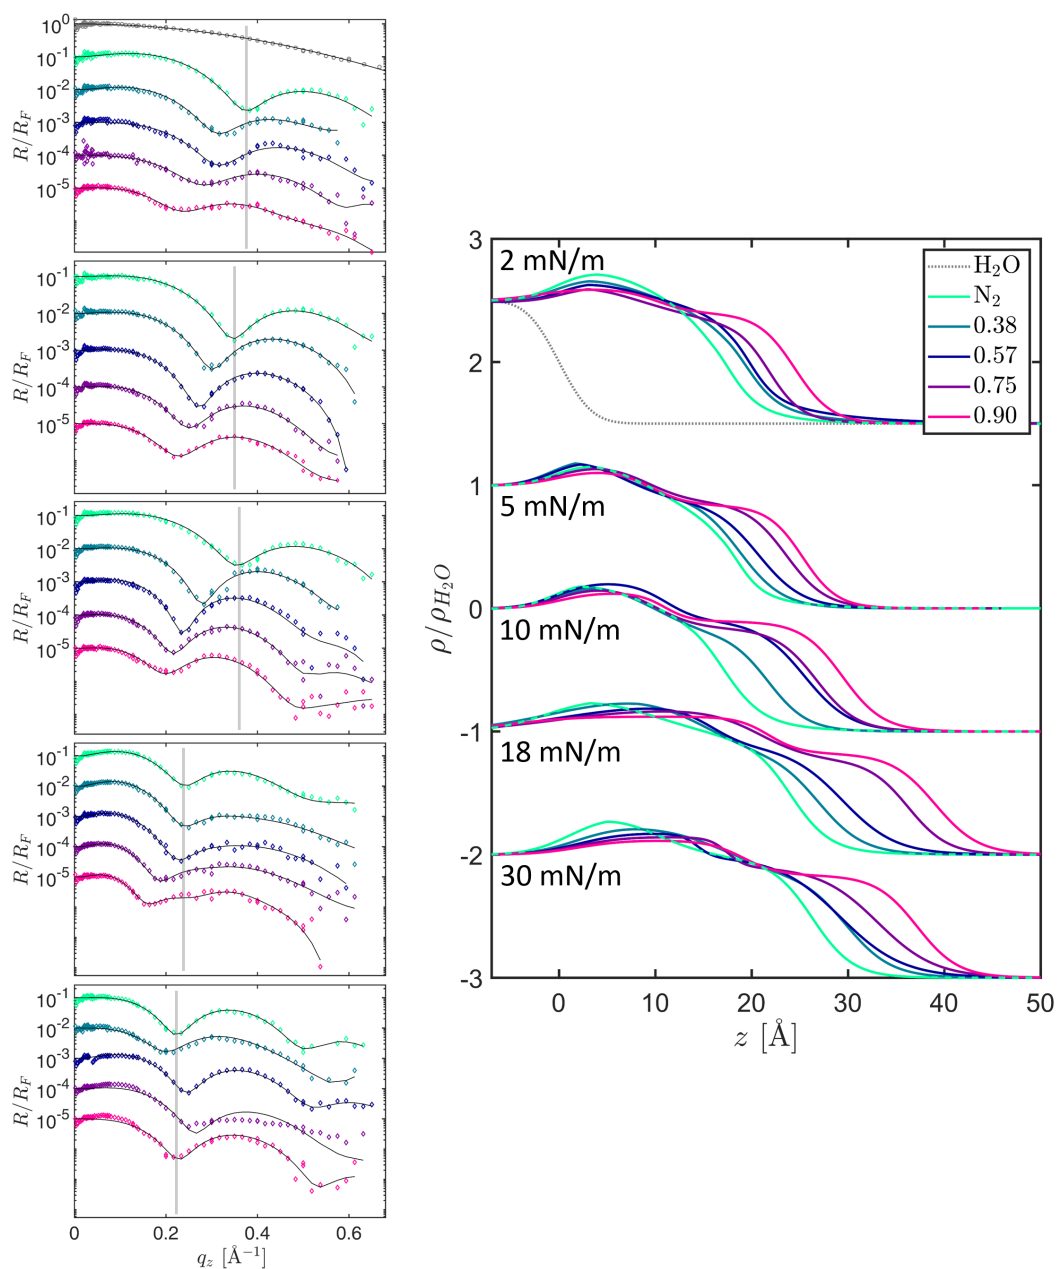 10⁰
10⁻¹
10⁻²
10⁻³
10⁻⁴
10⁻⁵
R/R_F
10⁻¹
10⁻²
10⁻³
10⁻⁴
10⁻⁵
R/R_F
10⁻¹
10⁻²
10⁻³
10⁻⁴
10⁻⁵
R/R_F
10⁻¹
10⁻²
10⁻³
10⁻⁴
10⁻⁵
R/R_F
10⁻¹
10⁻²
10⁻³
10⁻⁴
10⁻⁵
R/R_F
0 0.2 0.4 0.6
q_z [Å⁻¹]
3
2
1
0
-1
-2
-3
ρ/ρ_{H₂O}
2 mN/m
5 mN/m
10 mN/m
18 mN/m
30 mN/m
H₂O
N₂
0.38
0.57
0.75
0.90
0 10 20 30 40 50
z [Å]